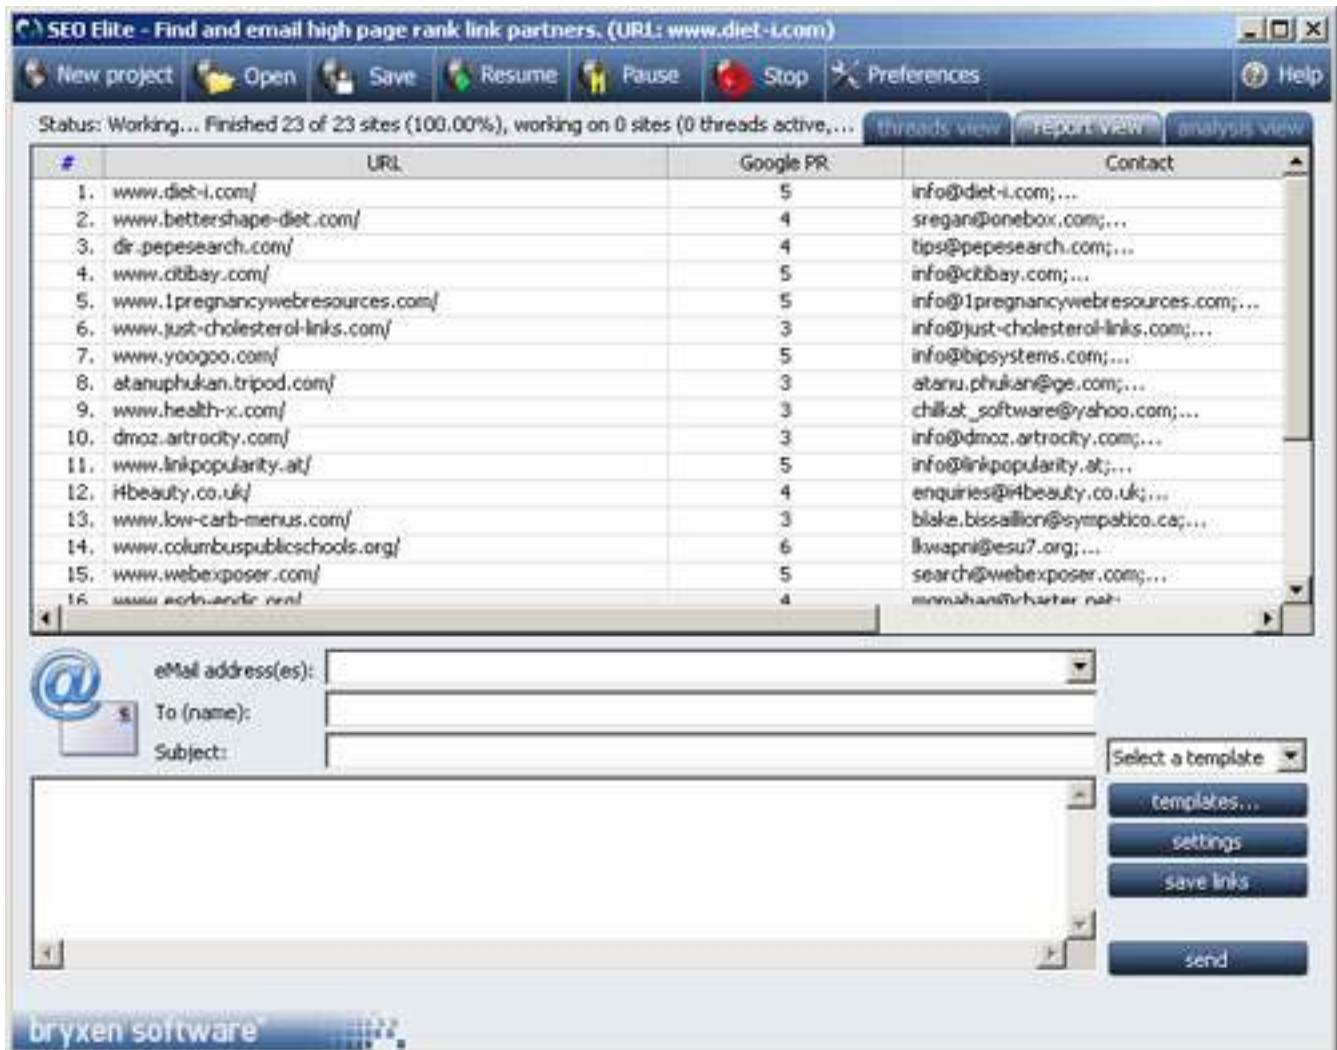 SEO Elite - Find and email high page rank link partners. (URL: www.diet-i.com)
New project Open Save Resume Pause Stop Preferences Help
Status: Working... Finished 23 of 23 sites (100.00%), working on 0 sites (0 threads active,... threads view report view analysis view
# URL Google PR Contact
1. www.diet-i.com/ 5 info@diet-i.com;...
2. www.bettershape-diet.com/ 4 sregan@onebox.com;...
3. dir.pepesearch.com/ 4 tips@pepesearch.com;...
4. www.citibay.com/ 5 info@citibay.com;...
5. www.1pregnancywebresources.com/ 5 info@1pregnancywebresources.com;...
6. www.just-cholesterol-links.com/ 3 info@just-cholesterol-links.com;...
7. www.yoogoo.com/ 5 info@bipsystems.com;...
8. atanuphukan.tripod.com/ 3 atanu.phukan@ge.com;...
9. www.health-x.com/ 3 chilkat_software@yahoo.com;...
10. dmoz.artrocity.com/ 3 info@dmoz.artrocity.com;...
11. www.linkpopularity.at/ 5 info@linkpopularity.at;...
12. i4beauty.co.uk/ 4 enquiries@i4beauty.co.uk;...
13. www.low-carb-menus.com/ 3 blake.bissaillion@sympatico.ca;...
14. www.columbuspublicschools.org/ 6 lkwapni@esu7.org;...
15. www.webexposer.com/ 5 search@webexposer.com;...
16 4
eMail address(es):
To (name):
Subject:
Select a template
templates...
settings
save links
send
bryxen software